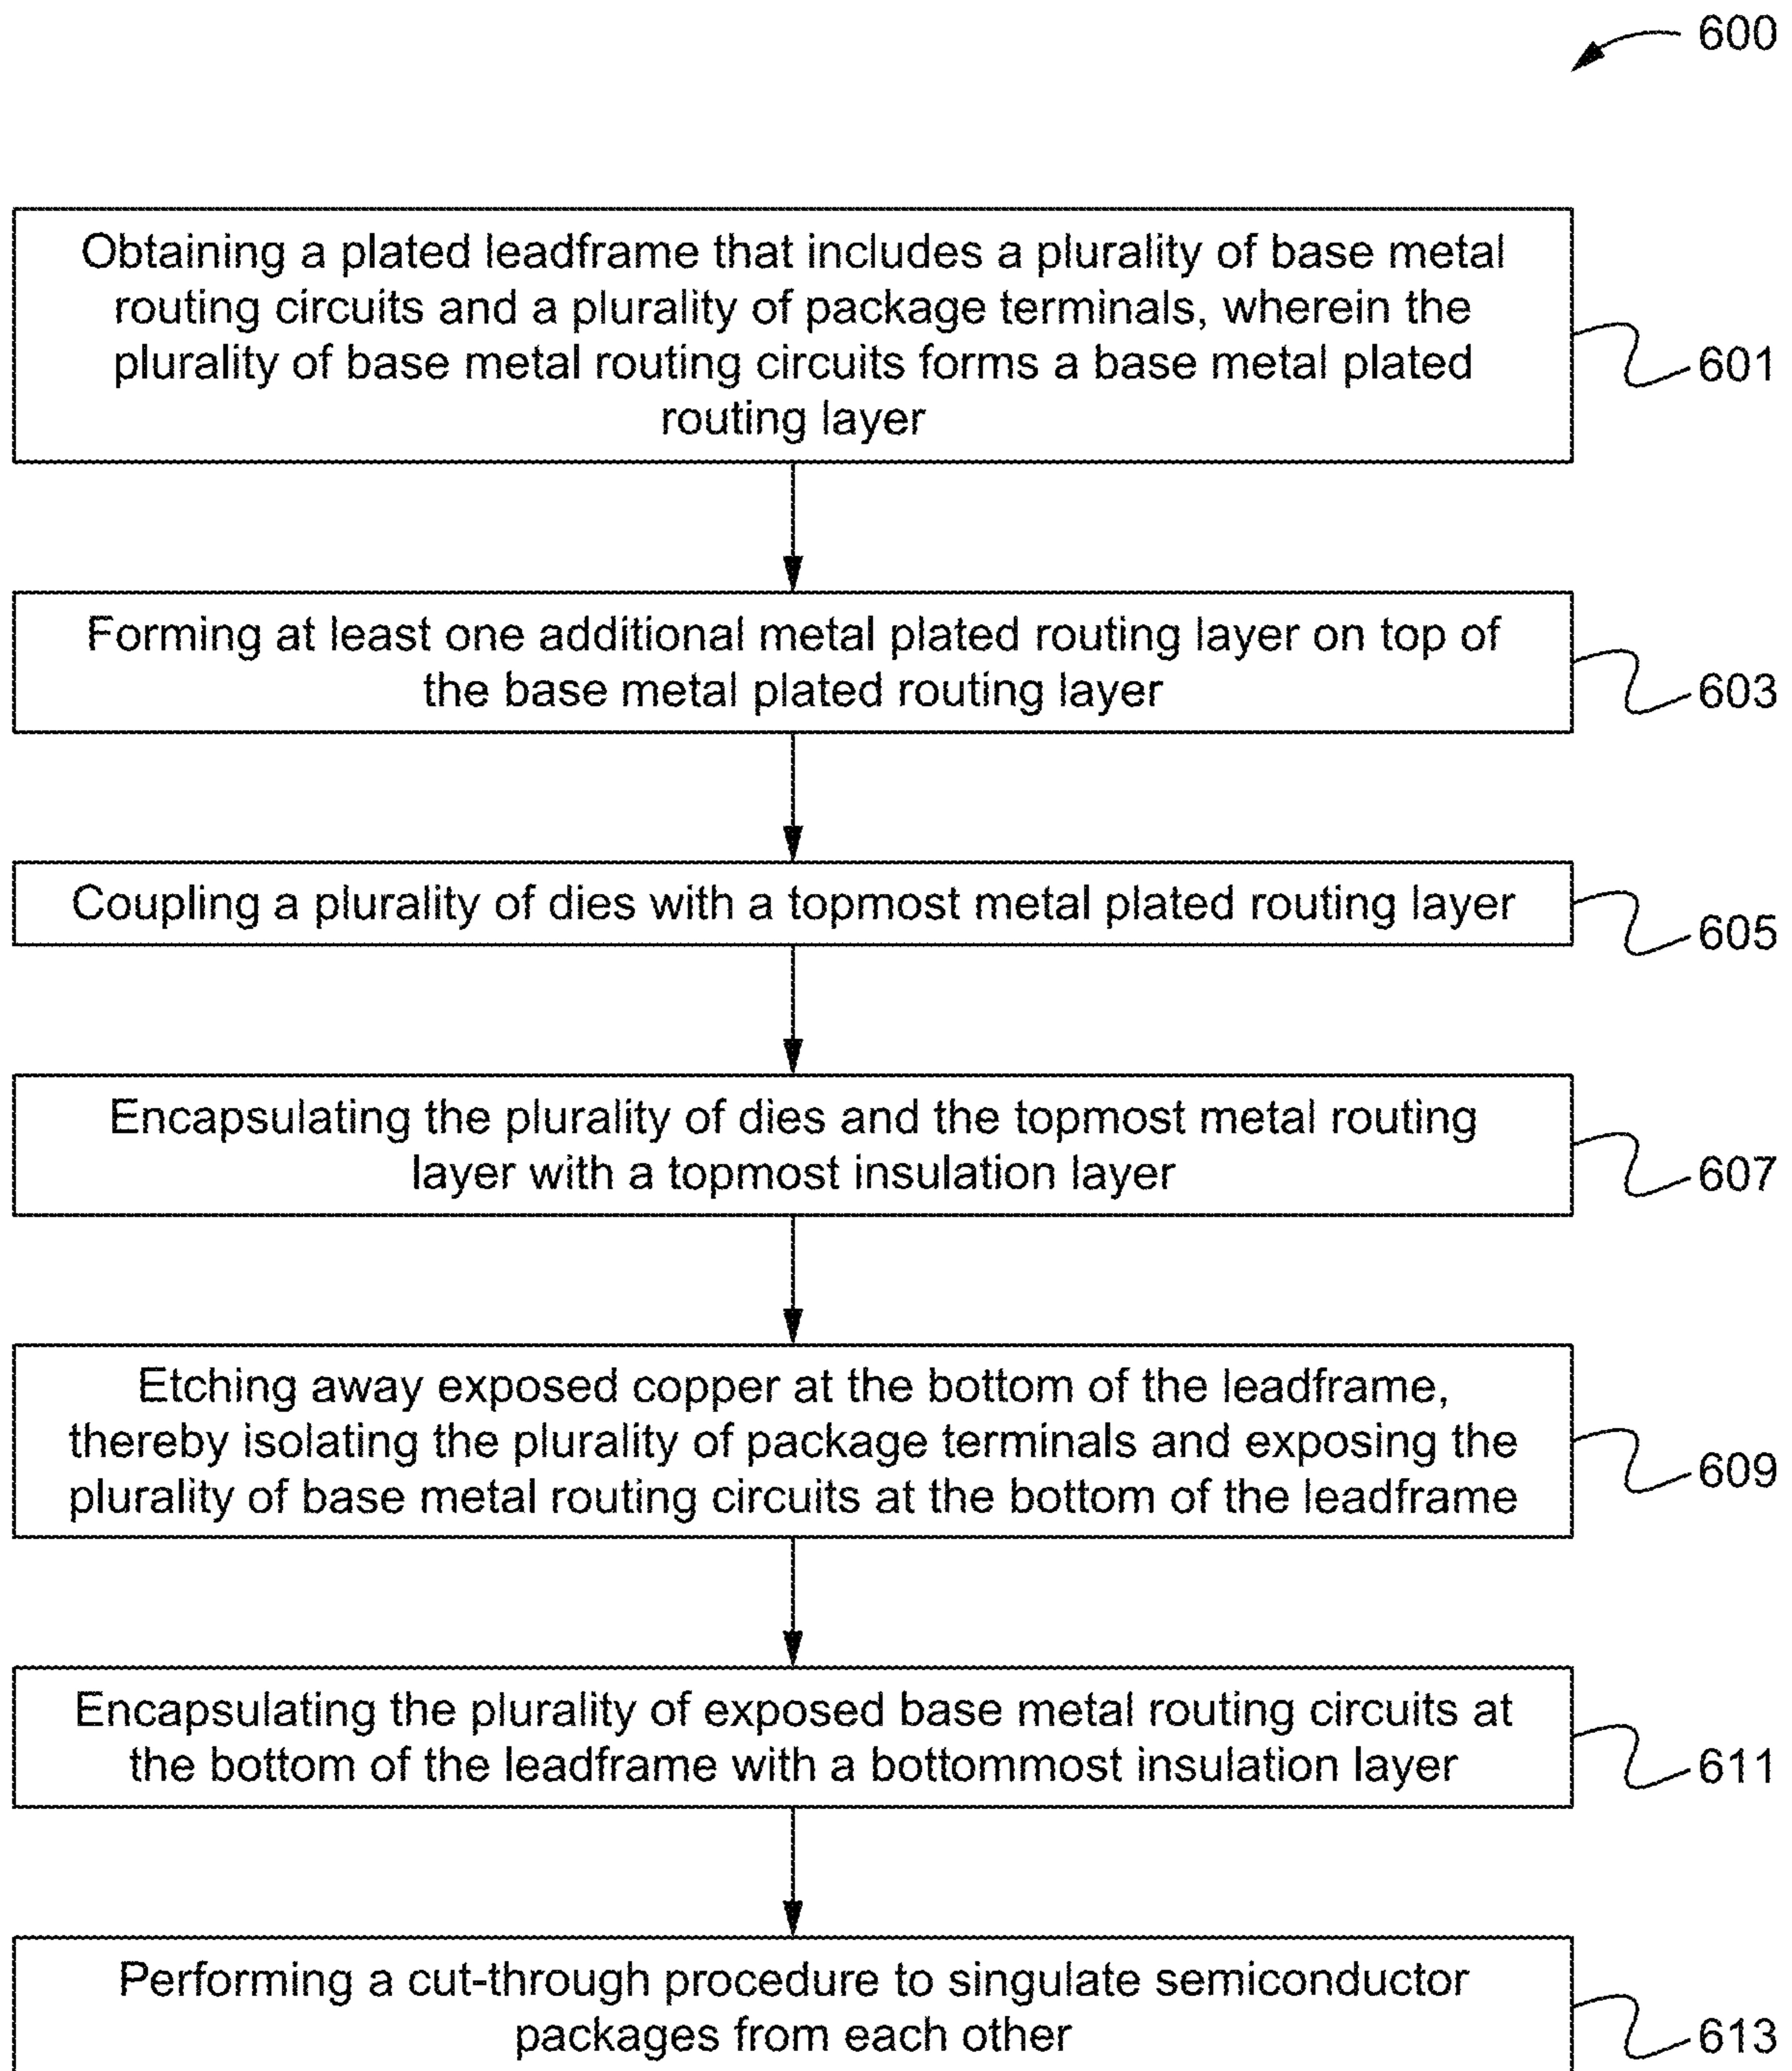 600
Obtaining a plated leadframe that includes a plurality of base metal
routing circuits and a plurality of package terminals, wherein the
plurality of base metal routing circuits forms a base metal plated
routing layer
601
Forming at least one additional metal plated routing layer on top of
the base metal plated routing layer
603
Coupling a plurality of dies with a topmost metal plated routing layer
605
Encapsulating the plurality of dies and the topmost metal routing
layer with a topmost insulation layer
607
Etching away exposed copper at the bottom of the leadframe,
thereby isolating the plurality of package terminals and exposing the
plurality of base metal routing circuits at the bottom of the leadframe
609
Encapsulating the plurality of exposed base metal routing circuits at
the bottom of the leadframe with a bottommost insulation layer
611
Performing a cut-through procedure to singulate semiconductor
packages from each other
613